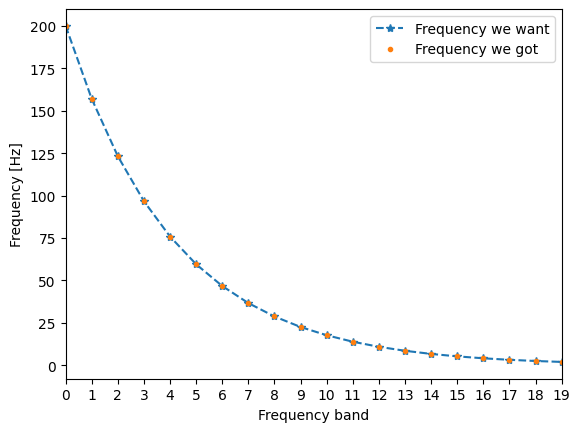 Frequency we want
Frequency we got
200
175
150
125
100
75
50
25
0
Frequency [Hz]
0 1 2 3 4 5 6 7 8 9 10 11 12 13 14 15 16 17 18 19
Frequency band